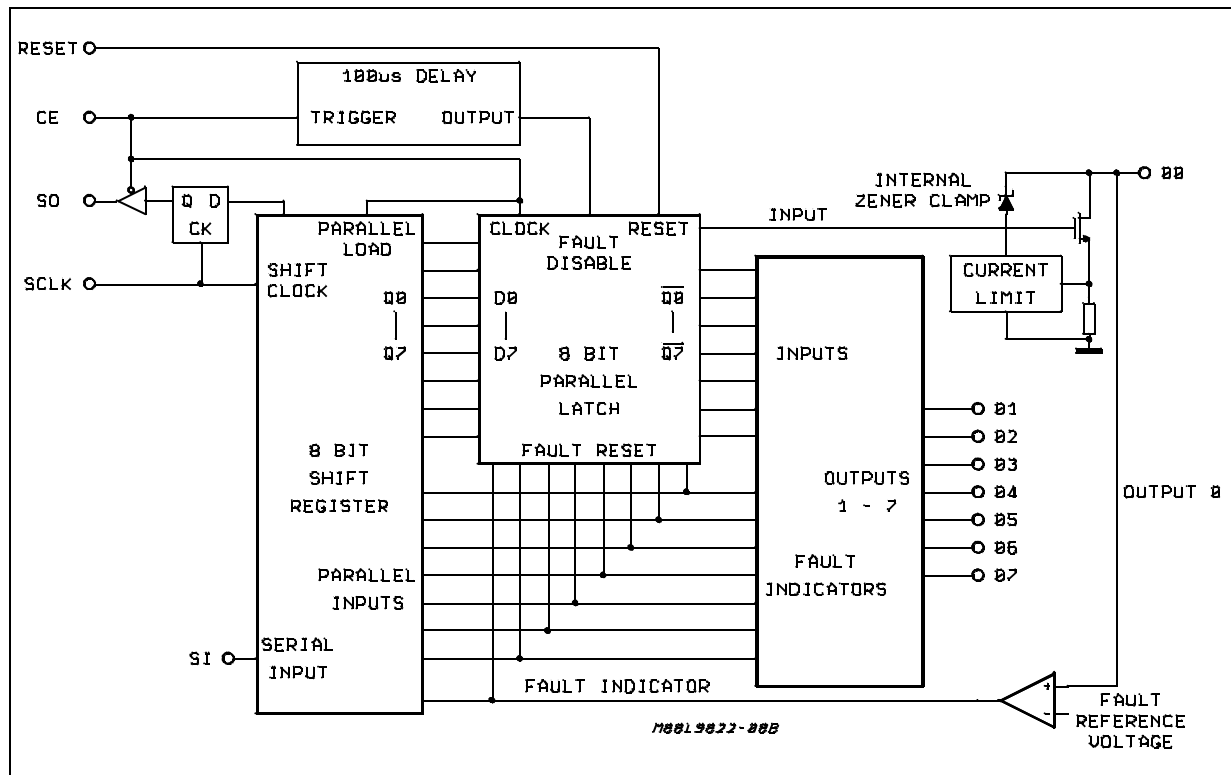 RESET
100us DELAY
CE
TRIGGER OUTPUT
SO
Q D
CK
INTERNAL
ZENER CLAMP
00
INPUT
PARALLEL
LOAD
CLOCK
FAULT
DISABLE
RESET
SCLK
SHIFT
CLOCK
CURRENT
LIMIT
Q0
Q7
D0
D7
Q0
Q7
8 BIT
PARALLEL
LATCH
INPUTS
01
02
03
04
05
06
07
FAULT RESET
8 BIT
SHIFT
REGISTER
OUTPUTS
1 - 7
OUTPUT 0
FAULT
INDICATORS
PARALLEL
INPUTS
SI
SERIAL
INPUT
FAULT INDICATOR
+
-
FAULT
REFERENCE
VOLTAGE
M88L9822-08B